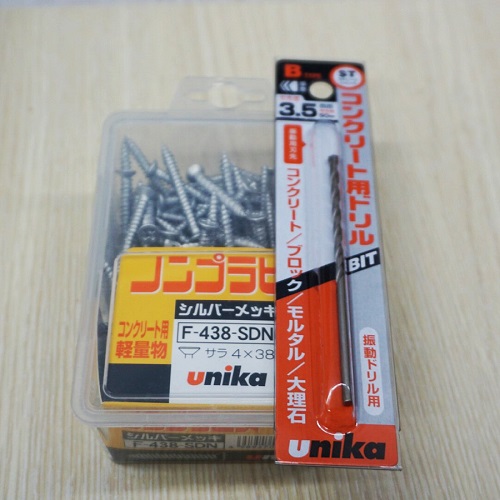 ノンプラビ
シルバーメッキ
コンクリート用
軽量物
F-438-SDN
サラ 4×38
unika
シルバーメッキ
F-438-SDN
B
ST
3.5
コンクリート用ドリル
BIT
コンクリート/ブロック/モルタル/大理石
振動ドリル用
unika